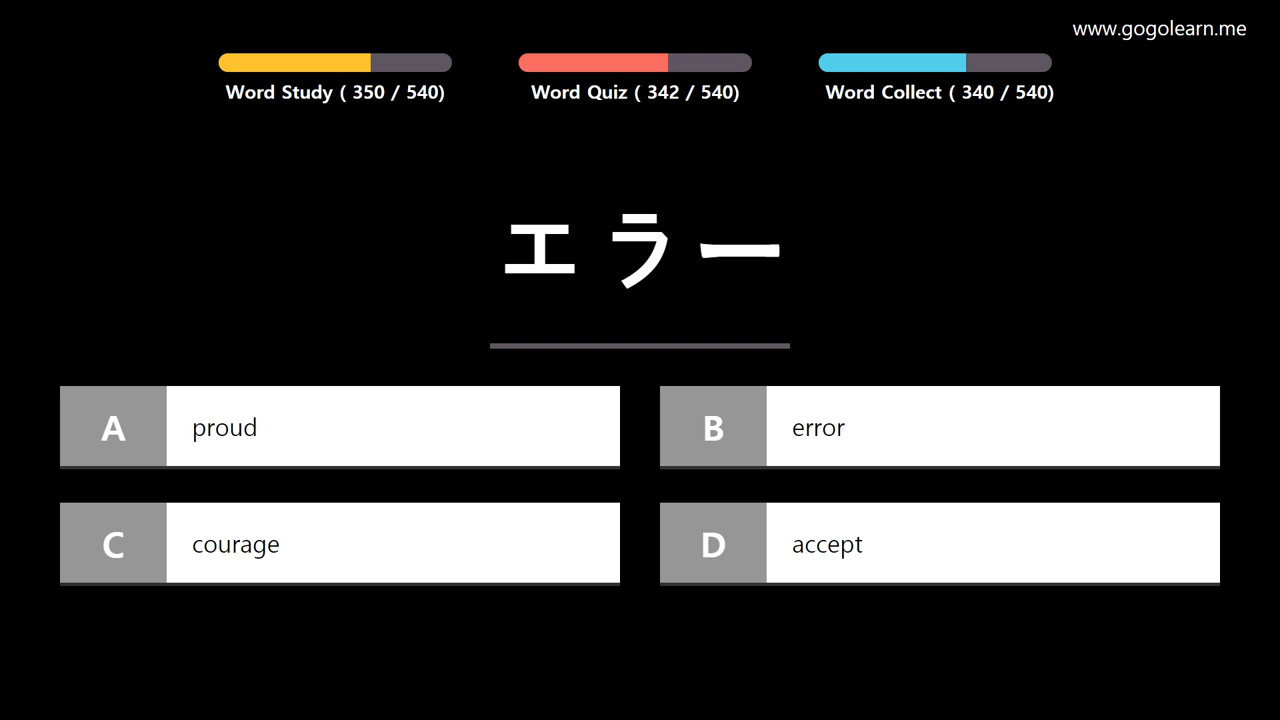 www.gogolearn.me
Word Study ( 350 / 540)
Word Quiz ( 342 / 540)
Word Collect ( 340 / 540)
エラー
A proud
B error
C courage
D accept